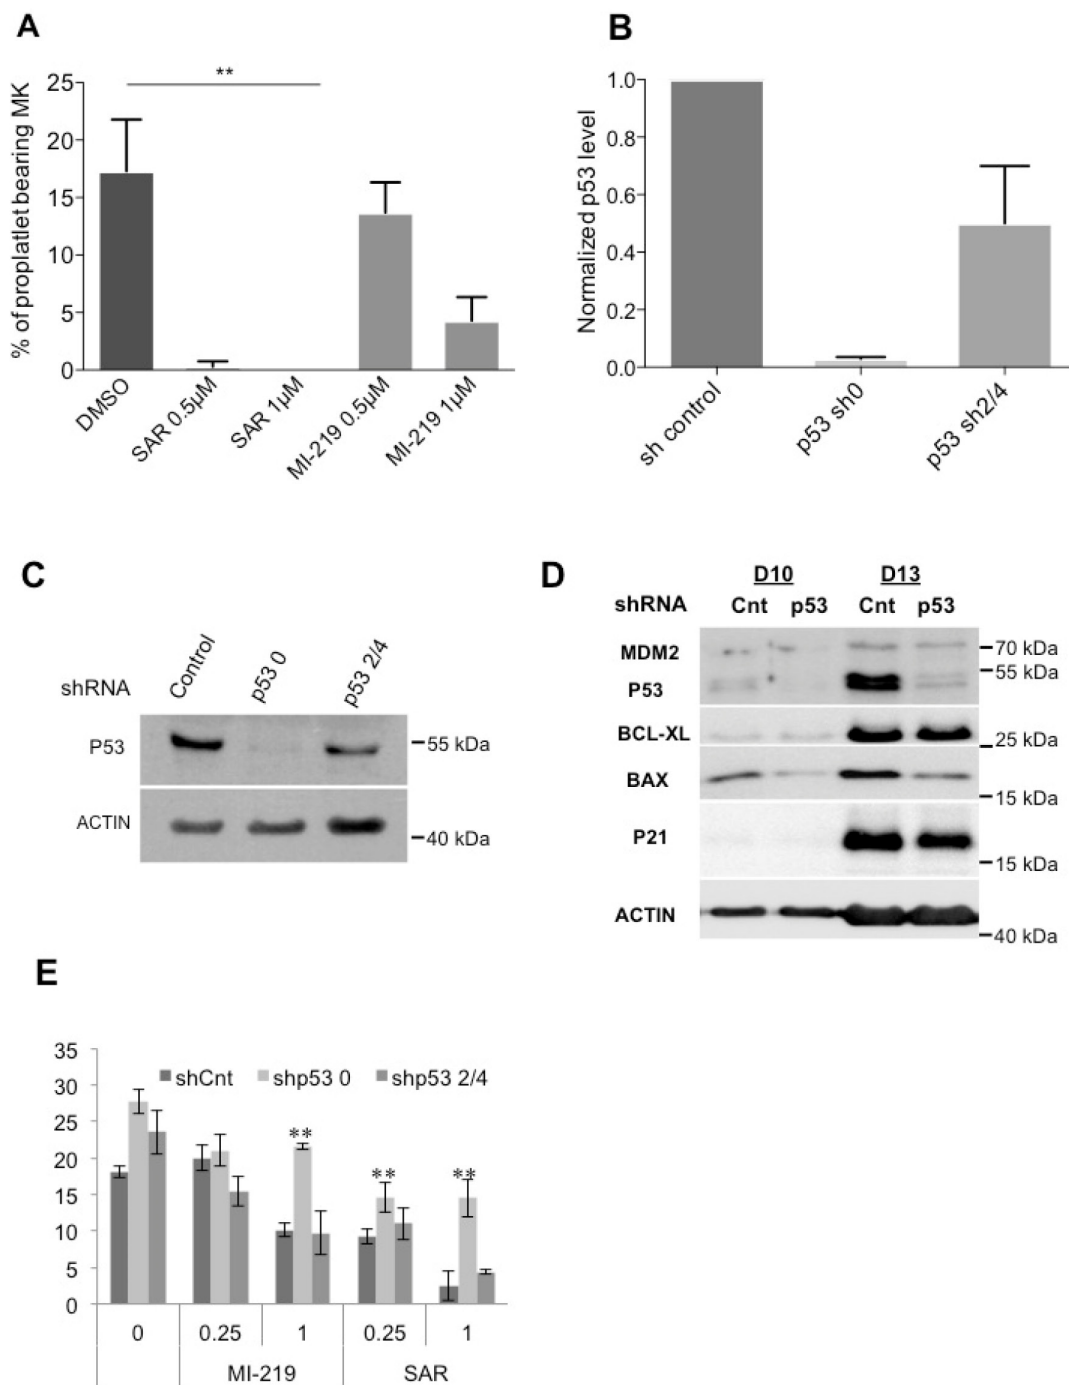 A
**
% of proplatlet bearing MK
25
20
15
10
5
0
DMSO
SAR 0.5µM
SAR 1µM
MI-219 0.5µM
MI-219 1µM
B
Normalized p53 level
1.0
0.8
0.6
0.4
0.2
0.0
sh control
p53 sh0
p53 sh2/4
C
shRNA Control p53 0 p53 2/4
P53 55 kDa
ACTIN 40 kDa
D
D10 D13
shRNA Cnt p53 Cnt p53
MDM2 70 kDa
P53 55 kDa
BCL-XL 25 kDa
BAX 15 kDa
P21 15 kDa
ACTIN 40 kDa
E
35
30
25
20
15
10
5
0
shCnt shp53 0 shp53 2/4
** ** **
0 0.25 1 0.25 1
MI-219 SAR